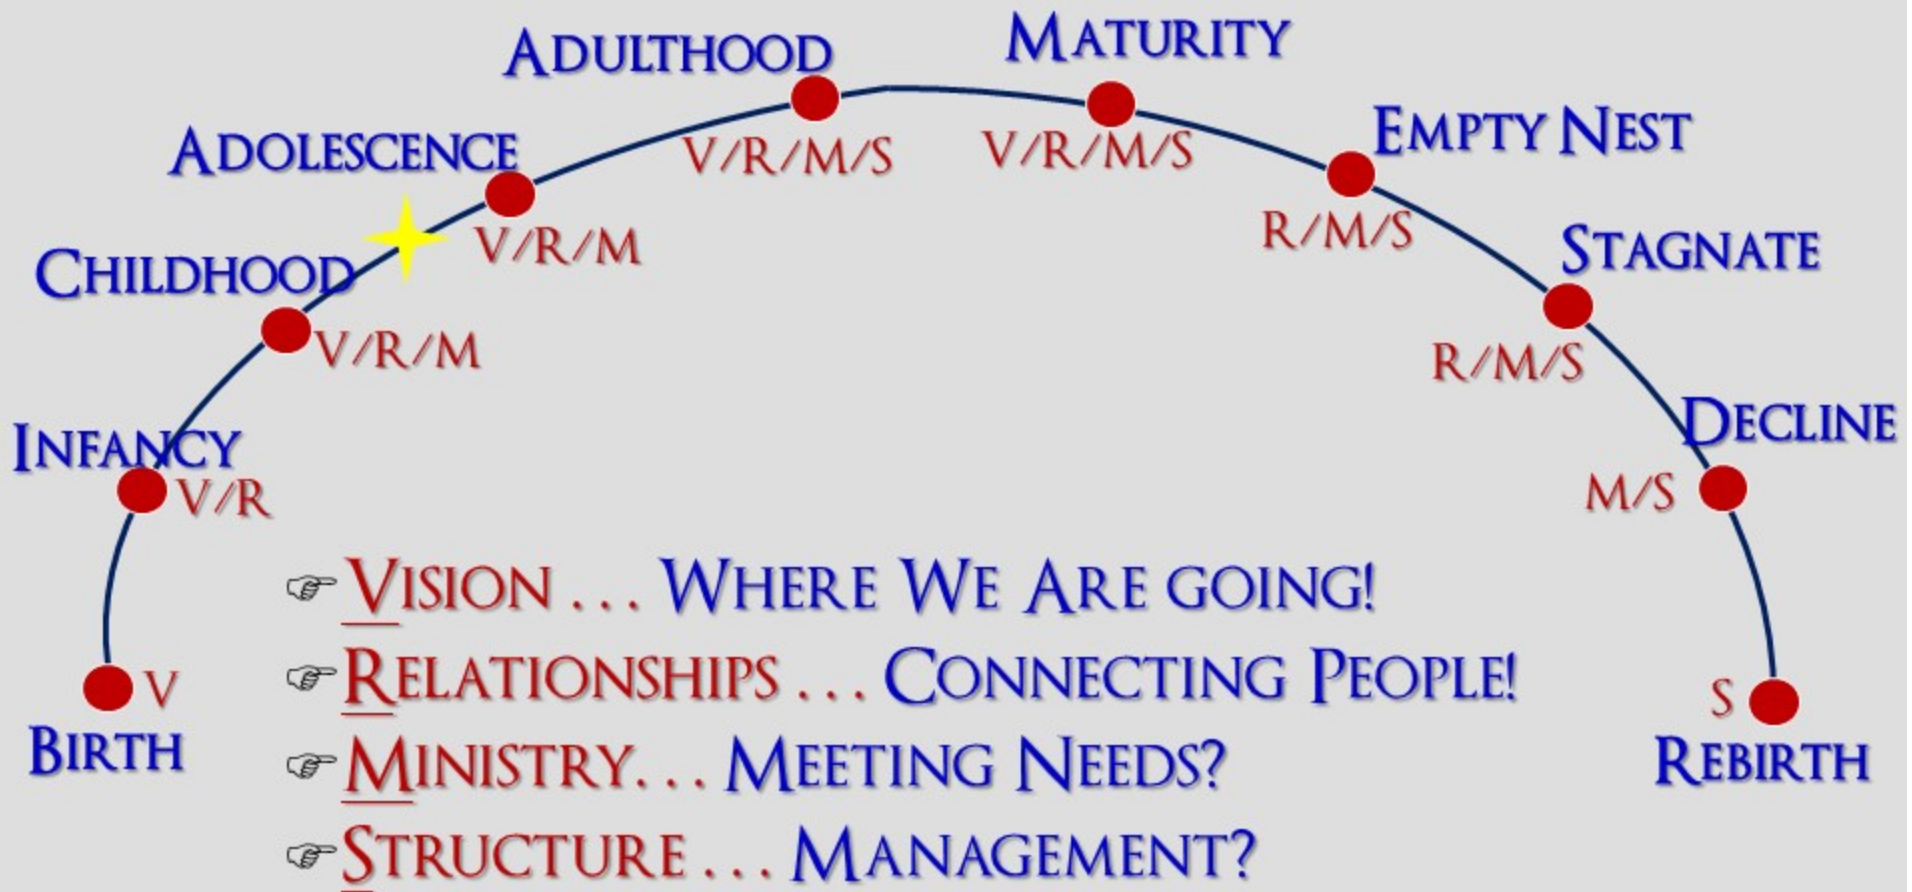 MATURITY
ADULTHOOD
EMPTY NEST
ADOLESCENCE
V/R/M/S
V/R/M/S
R/M/S
STAGNATE
V/R/M
CHILDHOOD
V/R/M
R/M/S
DECLINE
INFANCY
V/R
M/S
VISION ... WHERE WE ARE GOING!
RELATIONSHIPS ... CONNECTING PEOPLE!
V
S
BIRTH
REBIRTH
MINISTRY... MEETING NEEDS?
STRUCTURE ... MANAGEMENT?